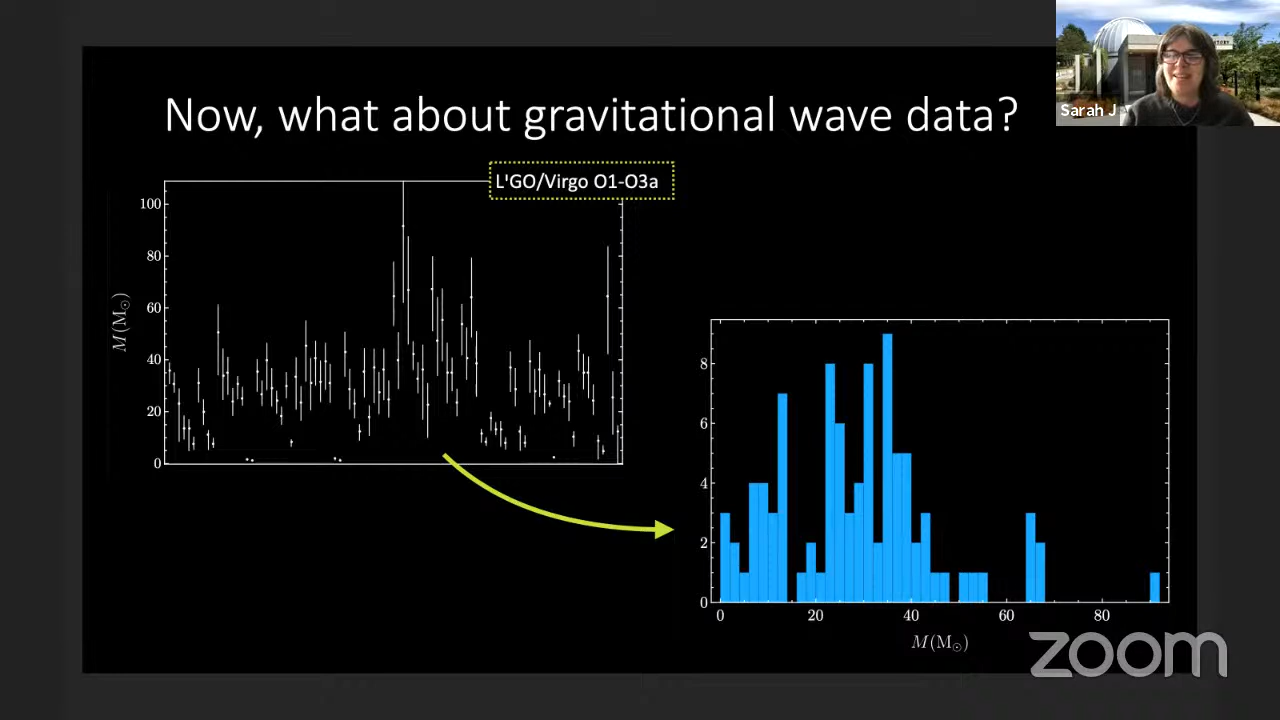 Now, what about gravitational wave data?
Sarah J
L'GO/Virgo O1-O3a
100
80
60
40
20
0
M(M☉)
8
6
4
2
0
0 20 40 60 80
M(M☉)
zoom